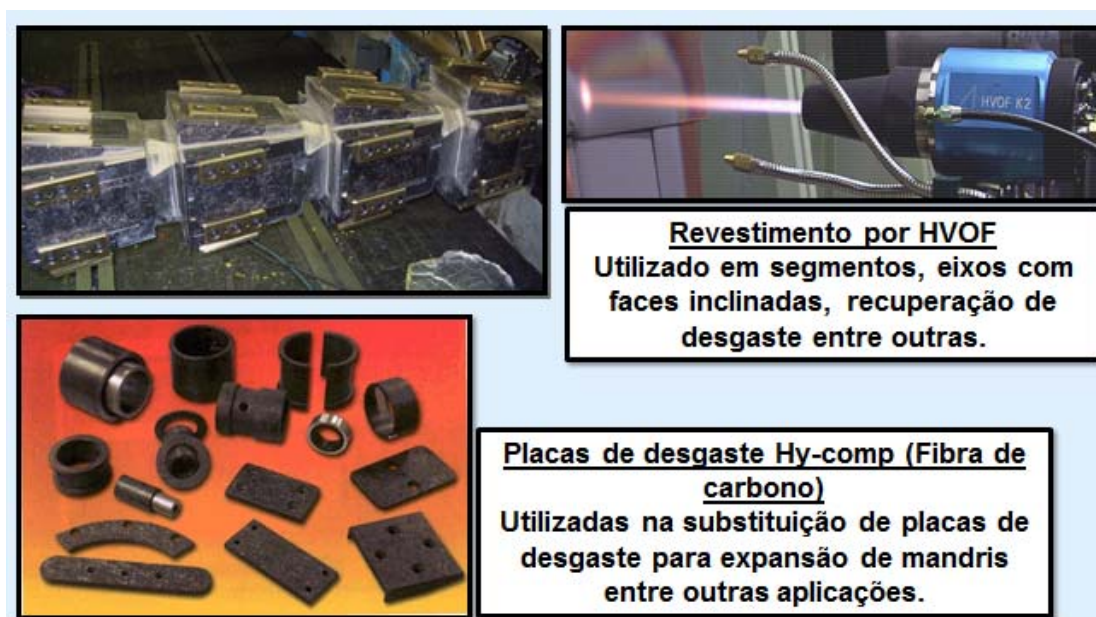 HVOF K2
Revestimento por HVOF
Utilizado em segmentos, eixos com
faces inclinadas, recuperação de
desgaste entre outras.
Placas de desgaste Hy-comp (Fibra de
carbono)
Utilizadas na substituição de placas de
desgaste para expansão de mandris
entre outras aplicações.